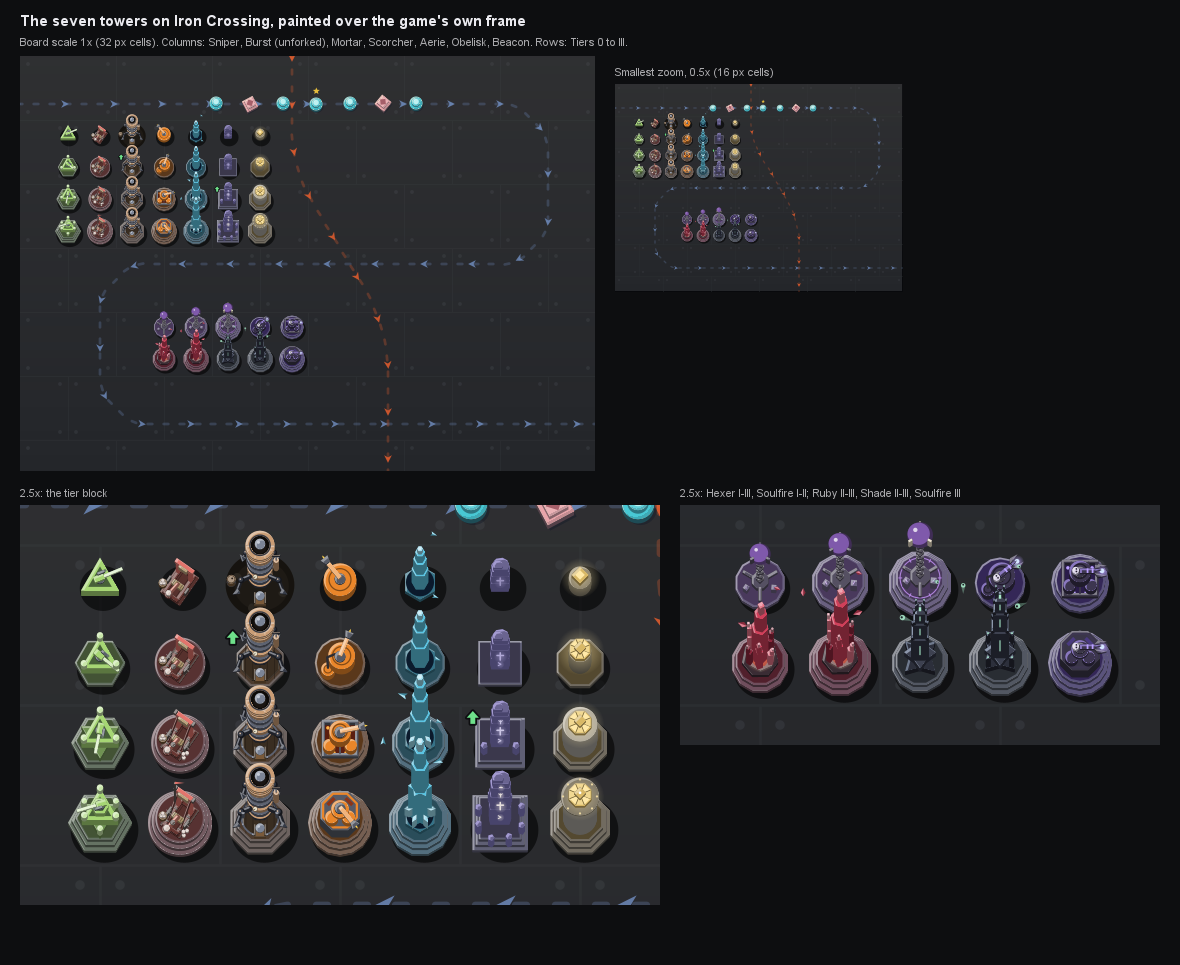 The seven towers on Iron Crossing, painted over the game's own frame
Board scale 1x (32 px cells). Columns: Sniper, Burst (unforked), Mortar, Scorcher, Aerie, Obelisk, Beacon. Rows: Tiers 0 to III.
Smallest zoom, 0.5x (16 px cells)
2.5x: the tier block
2.5x: Hexer I-III, Soulfire I-II; Ruby II-III, Shade II-III, Soulfire III